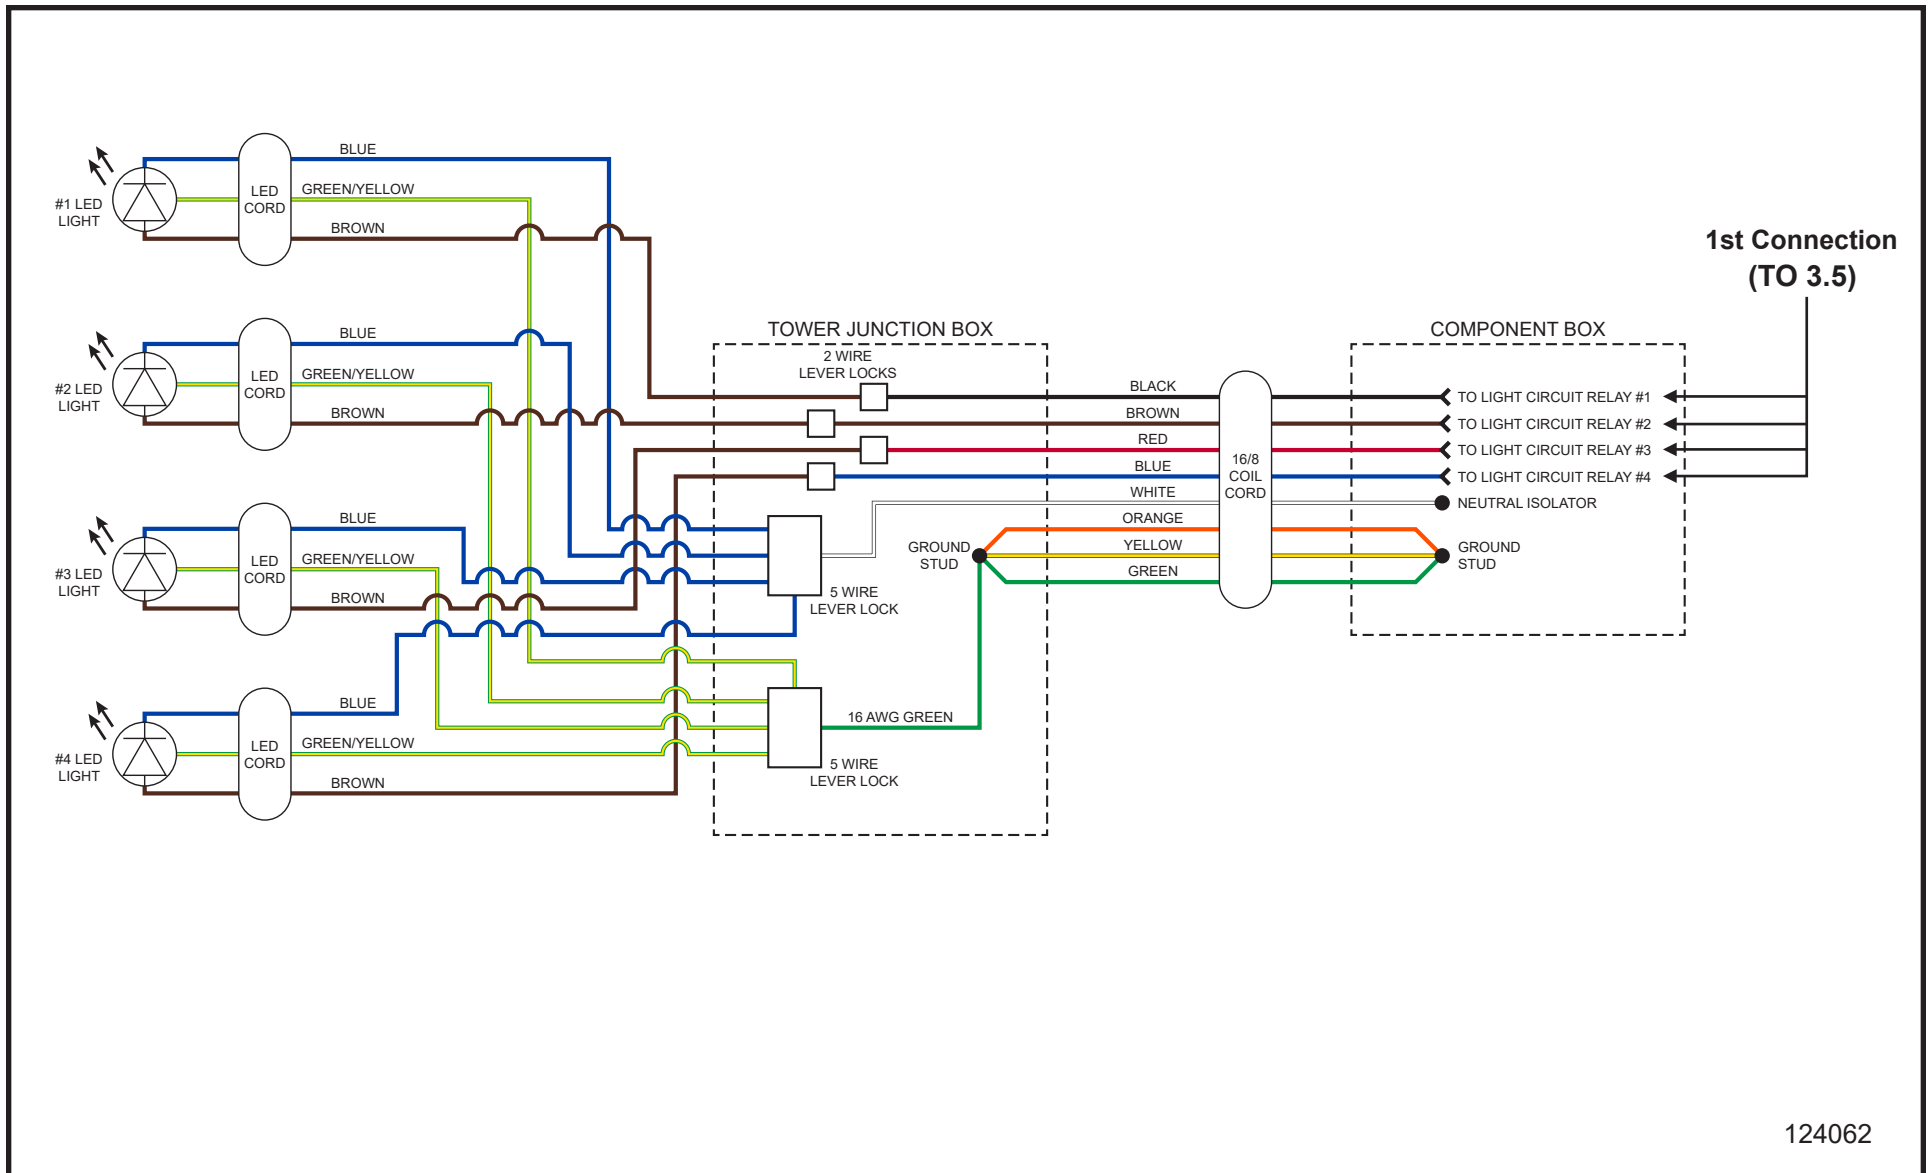 BLUE
GREEN/YELLOW
BROWN
#1 LED
LIGHT
LED
CORD
BLUE
GREEN/YELLOW
BROWN
#2 LED
LIGHT
LED
CORD
BLUE
GREEN/YELLOW
BROWN
#3 LED
LIGHT
LED
CORD
BLUE
GREEN/YELLOW
BROWN
#4 LED
LIGHT
LED
CORD
TOWER JUNCTION BOX
2 WIRE
LEVER LOCKS
5 WIRE
LEVER LOCK
GROUND
STUD
16 AWG GREEN
5 WIRE
LEVER LOCK
BLACK
BROWN
RED
BLUE
WHITE
ORANGE
YELLOW
GREEN
16/8
COIL
CORD
COMPONENT BOX
TO LIGHT CIRCUIT RELAY #1
TO LIGHT CIRCUIT RELAY #2
TO LIGHT CIRCUIT RELAY #3
TO LIGHT CIRCUIT RELAY #4
NEUTRAL ISOLATOR
GROUND
STUD
1st Connection
(TO 3.5)
124062